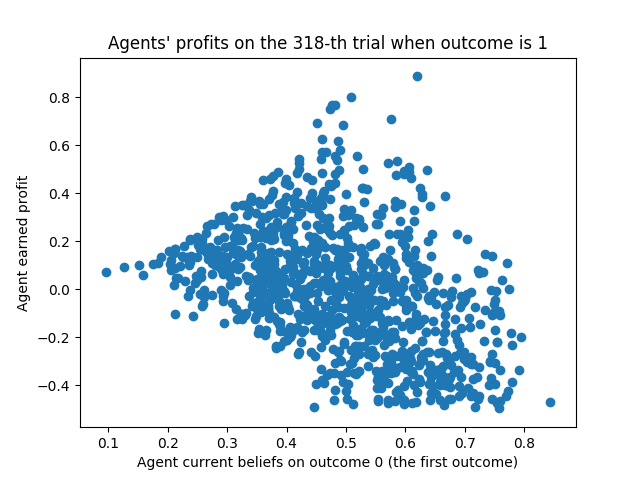 Agents' profits on the 318-th trial when outcome is 1
Agent earned profit
0.8
0.6
0.4
0.2
0.0
−0.2
−0.4
0.1 0.2 0.3 0.4 0.5 0.6 0.7 0.8
Agent current beliefs on outcome 0 (the first outcome)